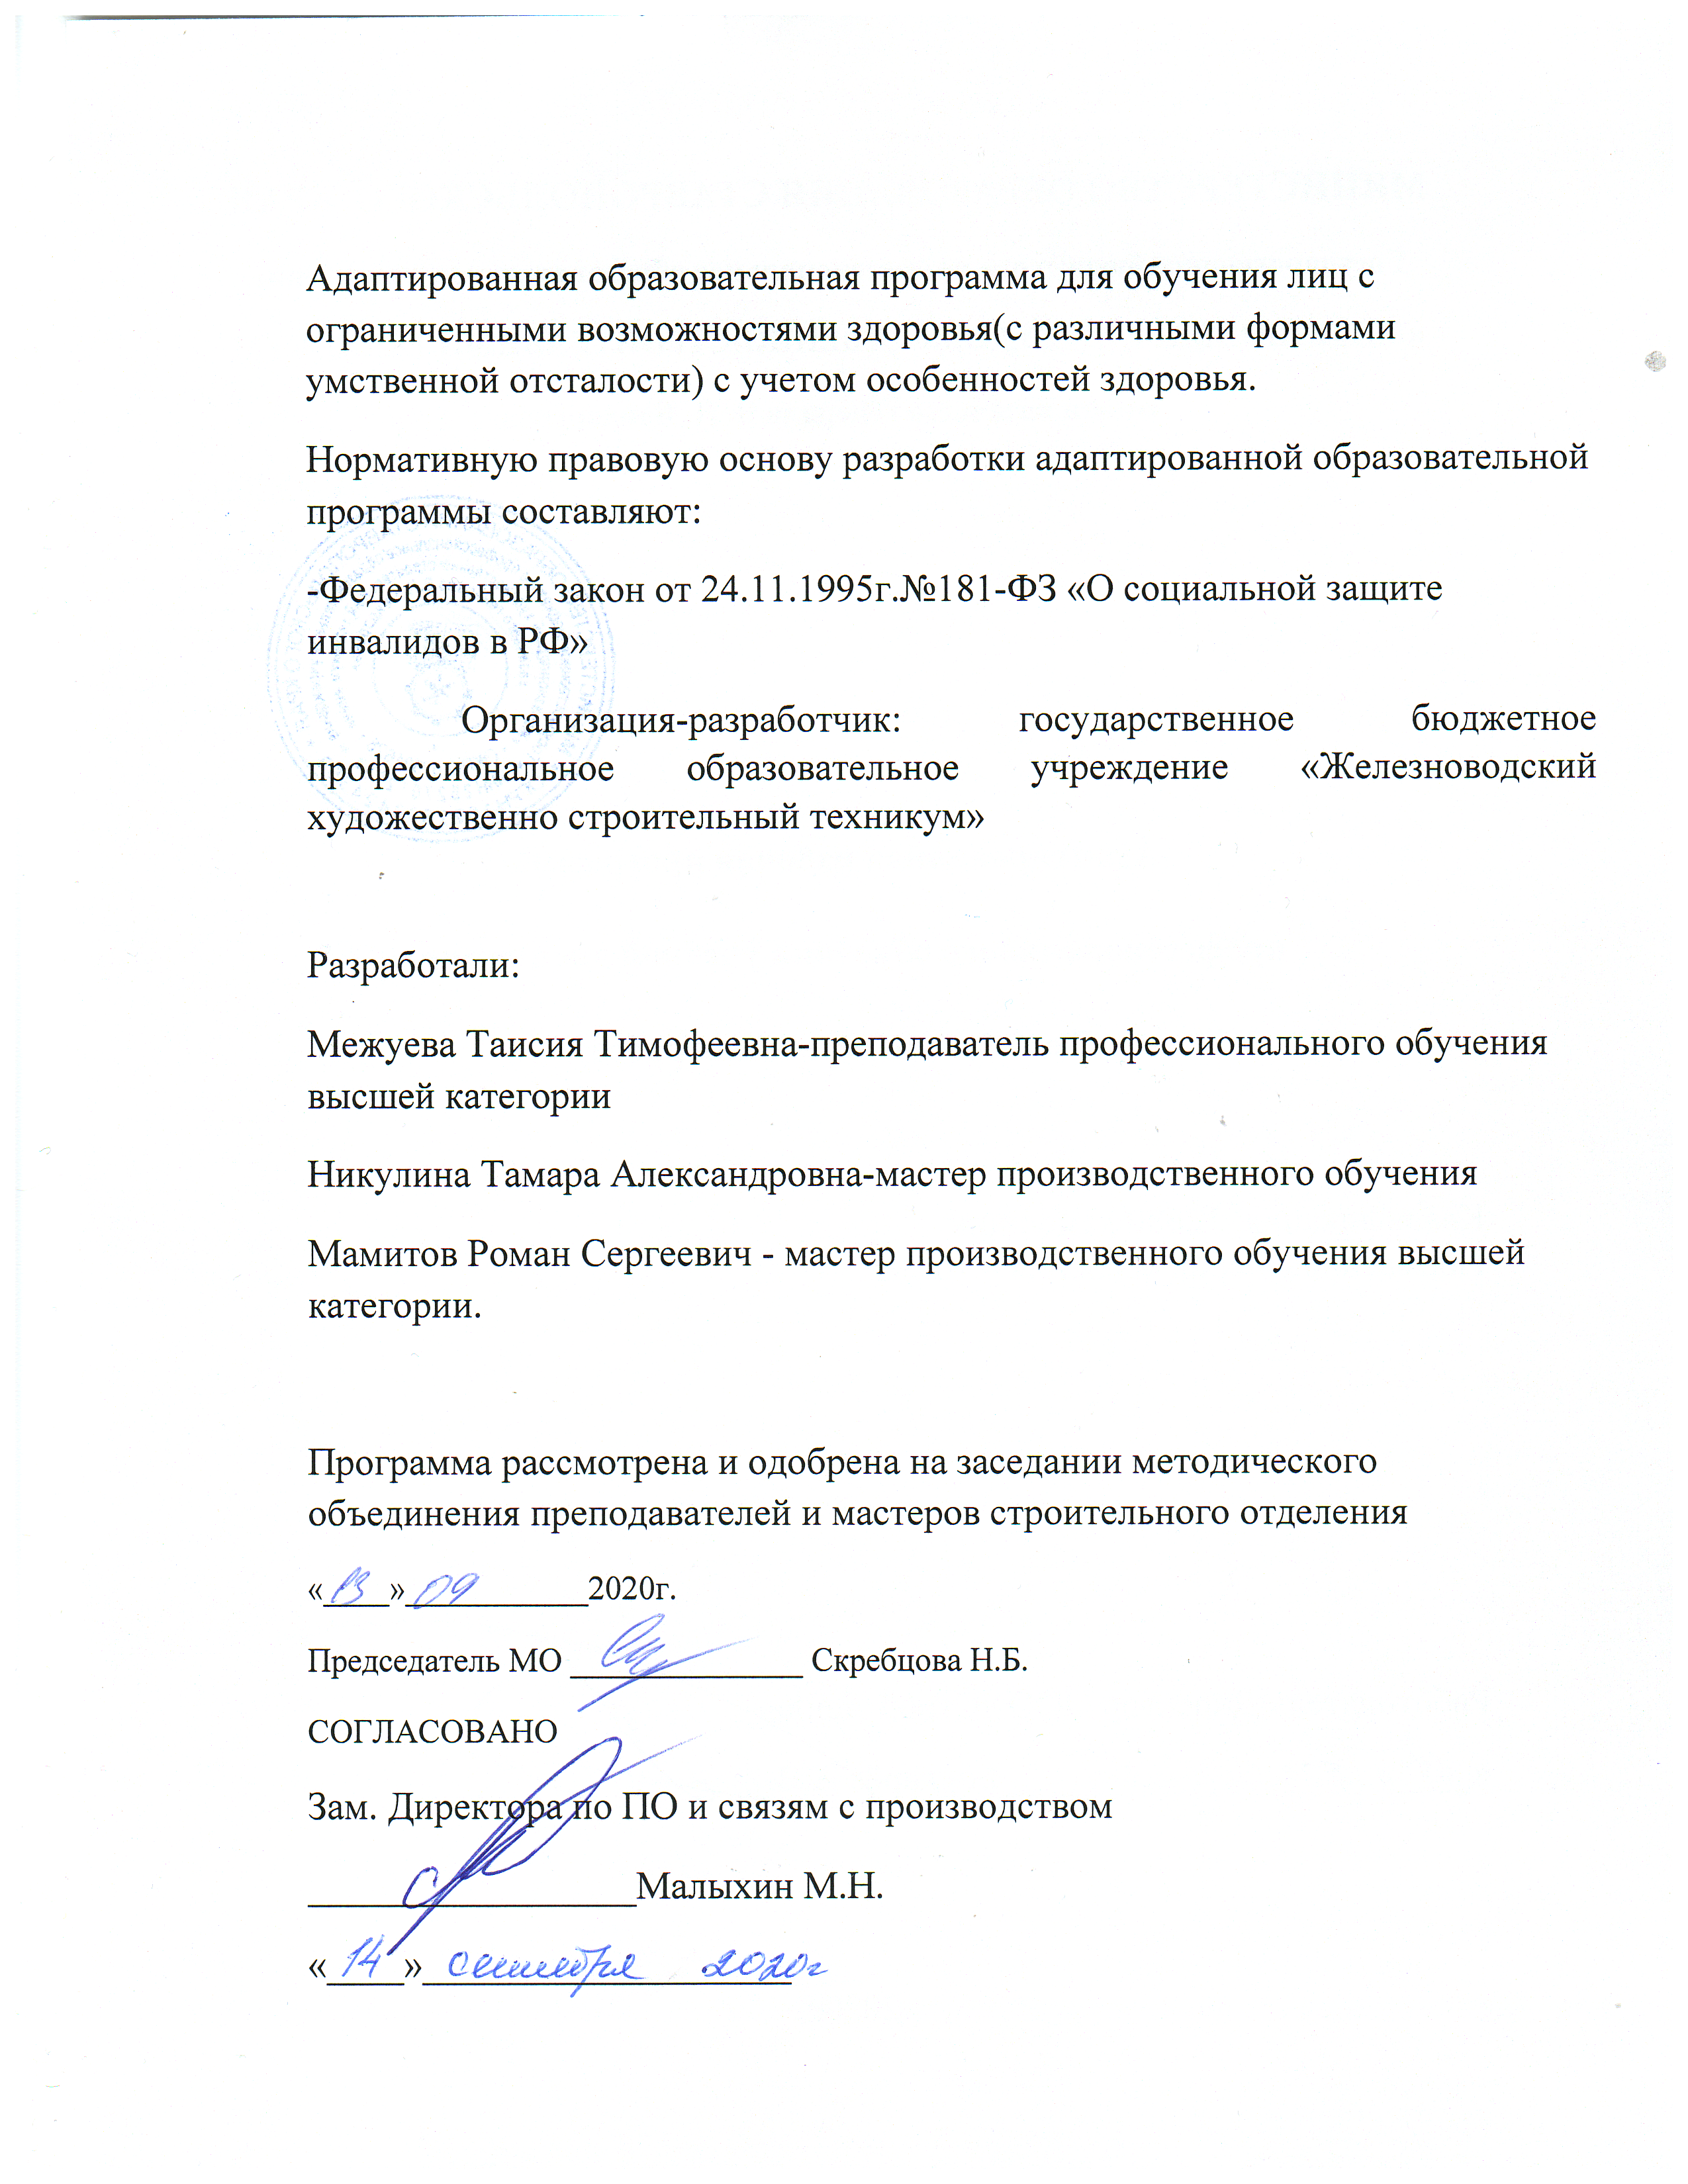 Адаптированная образовательная программа для обучения лиц с
ограниченными возможностями здоровья(с различными формами
умственной отсталости) с учетом особенностей здоровья.
Нормативную правовую основу разработки адаптированной образовательной
программы составляют:
-Федеральный закон от 24.11.1995г.№181-ФЗ «О социальной защите
инвалидов в РФ»
Организация-разработчик: государственное бюджетное
профессиональное образовательное учреждение «Железноводский
художественно строительный техникум»
Разработали:
Межуева Таисия Тимофеевна-преподаватель профессионального обучения
высшей категории
Никулина Тамара Александровна-мастер производственного обучения
Мамитов Роман Сергеевич - мастер производственного обучения высшей
категории.
Программа рассмотрена и одобрена на заседании методического
объединения преподавателей и мастеров строительного отделения
«13» 09 2020г.
Председатель МО ______________ Скребцова Н.Б.
СОГЛАСОВАНО
Зам. Директора по ПО и связям с производством
_________________Малыхин М.Н.
«14» сентября 2020г